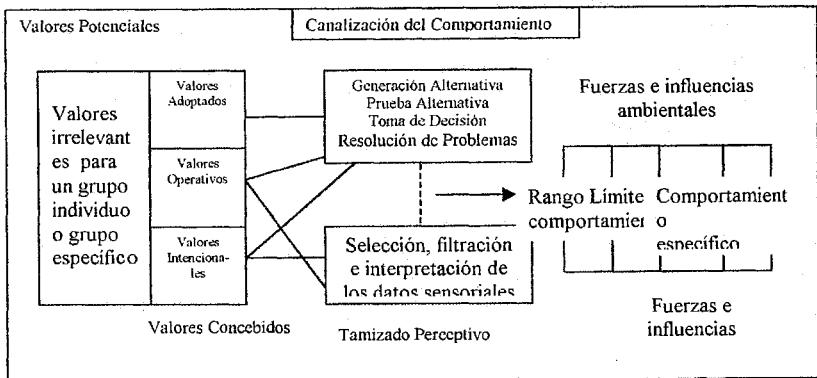 Valores Potenciales
Canalización del Comportamiento
Valores
irrelevant
es para
un grupo
individuo
o grupo
específico
Valores
Adoptados
Valores
Operativos
Valores
Intenciona-
les
Valores Concebidos
Generación Alternativa
Prueba Alternativa
Toma de Decisión
Resolución de Problemas
Selección, filtración
e interpretación de
los datos sensoriales
Tamizado Perceptivo
Fuerzas e influencias
ambientales
Rango Límite
comportamie
Comportamient
o
específico
Fuerzas e
influencias